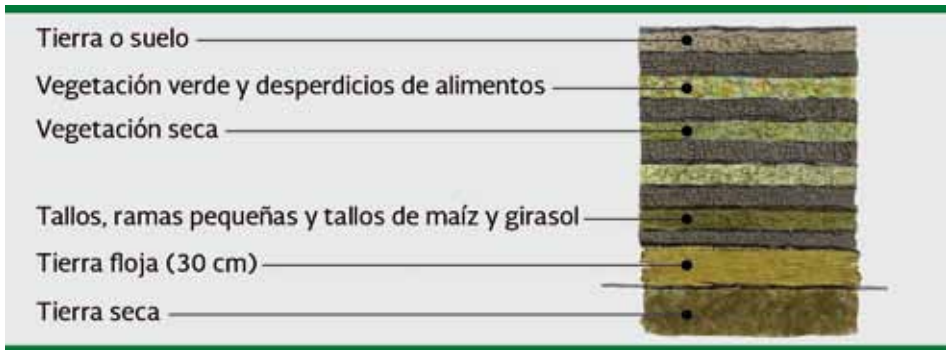 Tierra o suelo
Vegetación verde y desperdicios de alimentos
Vegetación seca
Tallos, ramas pequeñas y tallos de maíz y girasol
Tierra floja (30 cm)
Tierra seca